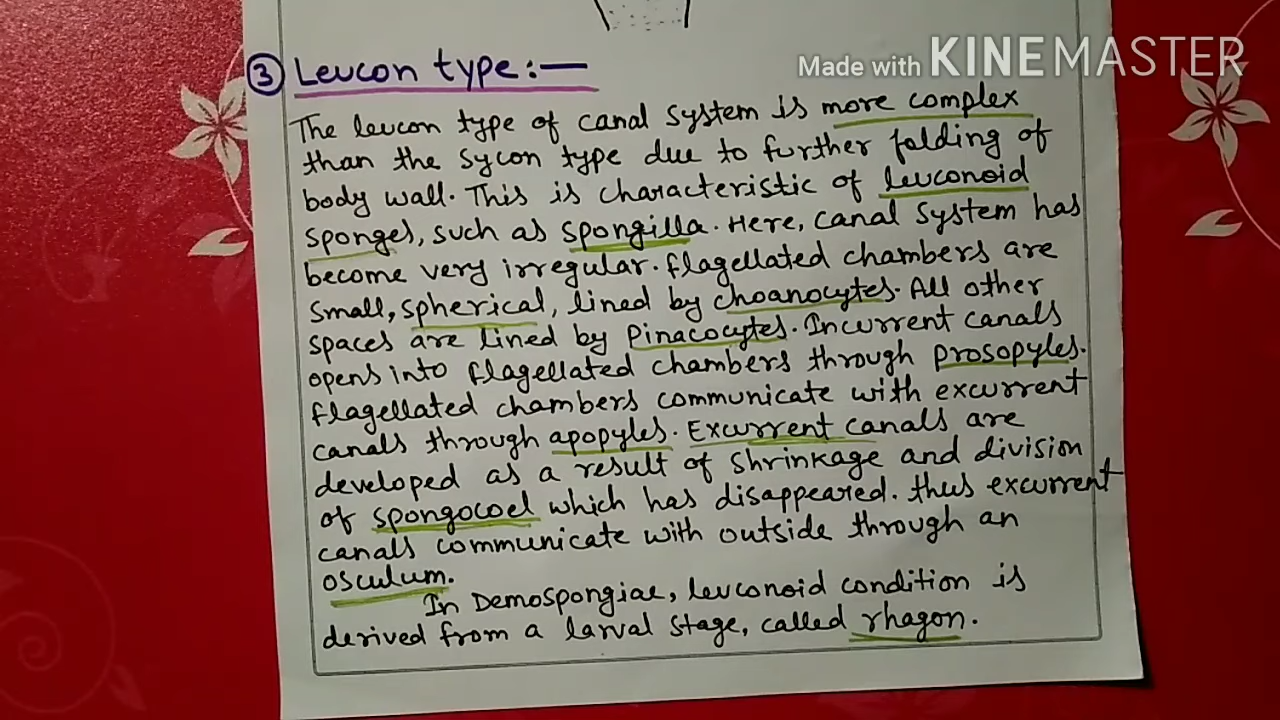 Made with KINEMASTER
③ Leucon type:—
The leucon type of canal system is more complex
than the sycon type due to further folding of
body wall. This is characteristic of leuconoid
sponges, such as spongilla. Here, canal system has
become very irregular. flagellated chambers are
small, spherical, lined by choanocytes. All other
spaces are lined by Pinacocytes. Incurrent canals
opens into flagellated chambers through prosopyles.
flagellated chambers communicate with excurrent
canals through apopyles. Excurrent canals are
developed as a result of shrinkage and division
of spongocoel which has disappeared. thus excurrent
canals communicate with outside through an
osculum.
In Demospongiae, leuconoid condition is
derived from a larval stage, called rhagon.